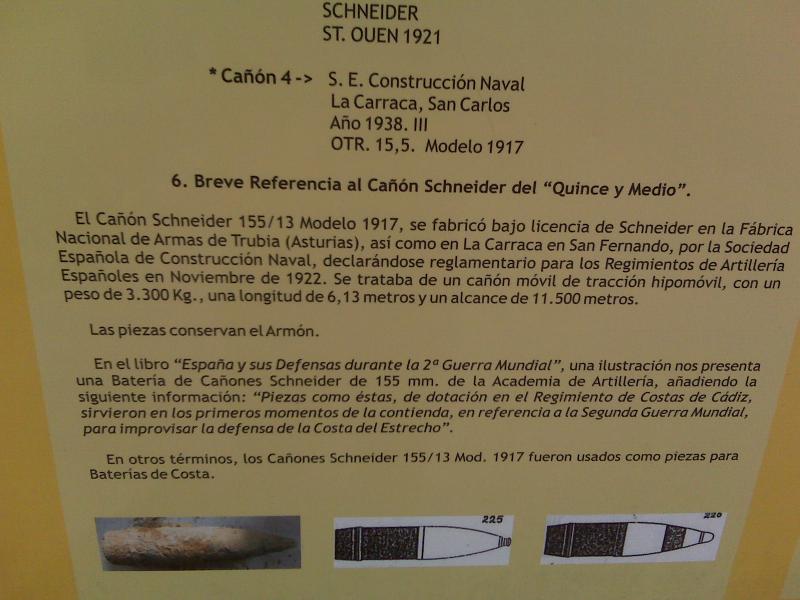 SCHNEIDER
ST. OUEN 1921
* Cañón 4 -> S. E. Construcción Naval
La Carraca, San Carlos
Año 1938. III
OTR. 15,5. Modelo 1917
6. Breve Referencia al Cañón Schneider del “Quince y Medio”.
El Cañón Schneider 155/13 Modelo 1917, se fabricó bajo licencia de Schneider en la Fábrica
Nacional de Armas de Trubia (Asturias), así como en La Carraca en San Fernando, por la Sociedad
Española de Construcción Naval, declarándose reglamentario para los Regimientos de Artillería
Españoles en Noviembre de 1922. Se trataba de un cañón móvil de tracción hipomóvil, con un
peso de 3.300 Kg., una longitud de 6,13 metros y un alcance de 11.500 metros.
Las piezas conservan el Armón.
En el libro “España y sus Defensas durante la 2ª Guerra Mundial”, una ilustración nos presenta
una Batería de Cañones Schneider de 155 mm. de la Academia de Artillería, añadiendo la
siguiente información: “Piezas como éstas, de dotación en el Regimiento de Costas de Cádiz,
sirvieron en los primeros momentos de la contienda, en referencia a la Segunda Guerra Mundial,
para improvisar la defensa de la Costa del Estrecho”.
En otros términos, los Cañones Schneider 155/13 Mod. 1917 fueron usados como piezas para
Baterías de Costa.
225